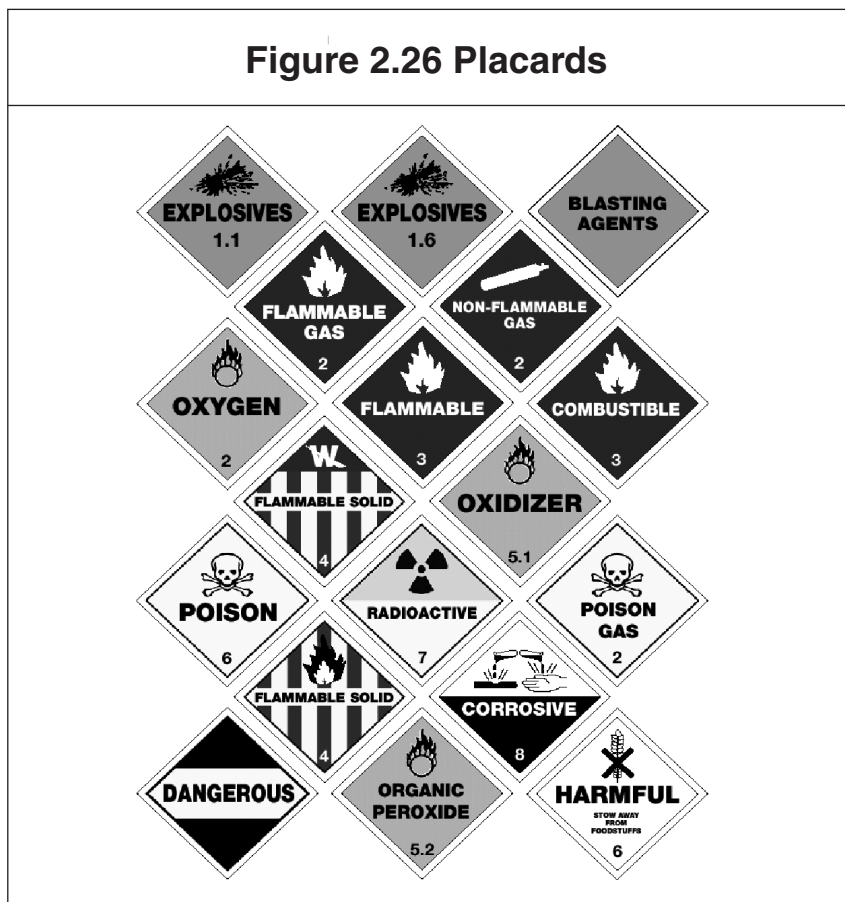 Figure 2.26 Placards
EXPLOSIVES
1.1
EXPLOSIVES
1.6
BLASTING
AGENTS
FLAMMABLE
GAS
2
NON-FLAMMABLE
GAS
2
OXYGEN
2
FLAMMABLE
3
COMBUSTIBLE
3
W
FLAMMABLE SOLID
4
OXIDIZER
5.1
POISON
6
RADIOACTIVE
7
POISON
GAS
2
FLAMMABLE SOLID
4
CORROSIVE
8
DANGEROUS
ORGANIC
PEROXIDE
5.2
HARMFUL
STOW AWAY
FROM
FOODSTUFFS
6